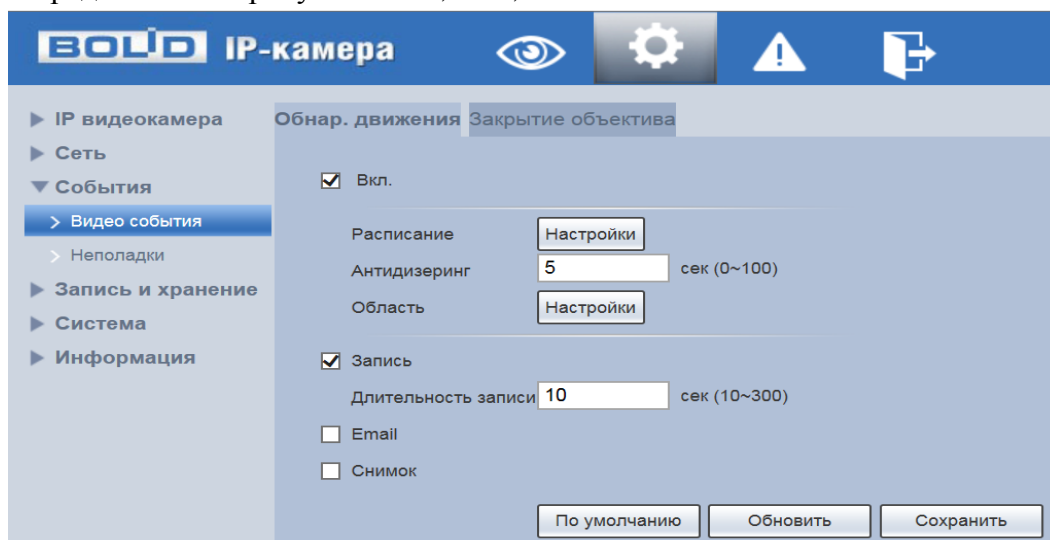 BOLID IP-камера
IP видеокамера
Сеть
События
Видео события
Неполадки
Запись и хранение
Система
Информация
Обнар. движения Закрытие объектива
Вкл.
Расписание Настройки
Антидизеринг 5 сек (0~100)
Область Настройки
Запись
Длительность записи 10 сек (10~300)
Email
Снимок
По умолчанию Обновить Сохранить